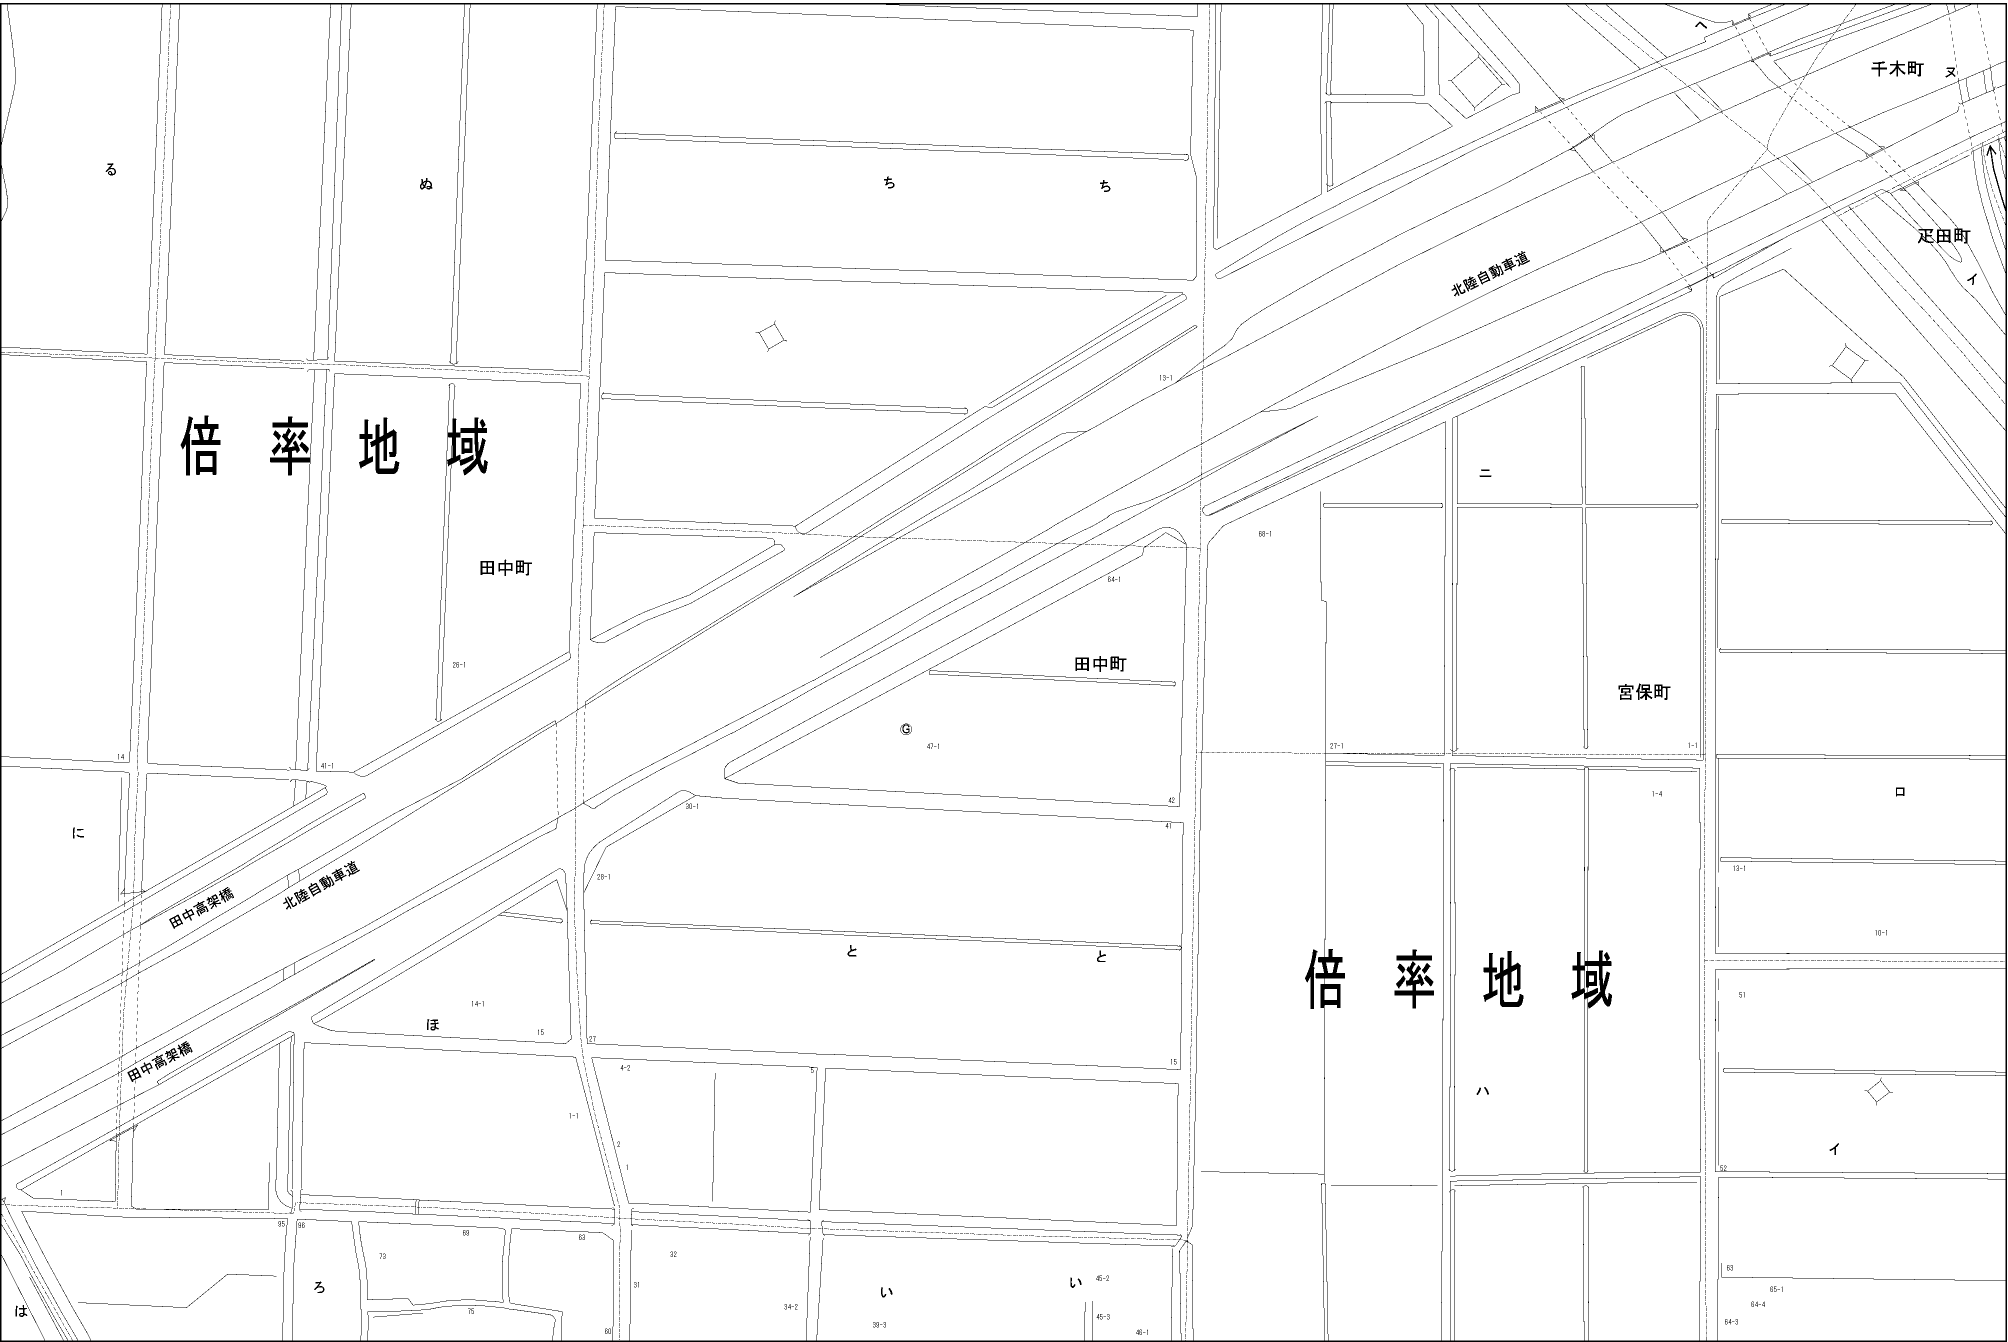 ヘ
千木町
ヌ
る
ぬ
ち
ち
疋田町
イ
北陸自動車道
13-1
倍率地域
ニ
68-1
田中町
64-1
26-1
田中町
宮保町
G
47-1
27-1
1-1
14
41-1
30-1
42
41
1-4
ロ
に
28-1
13-1
北陸自動車道
田中高架橋
と
と
10-1
倍率地域
51
14-1
ほ
15
27
15
田中高架橋
4-2
5
ハ
1-1
2
1
イ
52
1
95
96
89
63
73
32
31
ろ
い
い
45-2
63
65-1
は
75
34-2
64-4
39-3
45-3
64-3
60
46-1